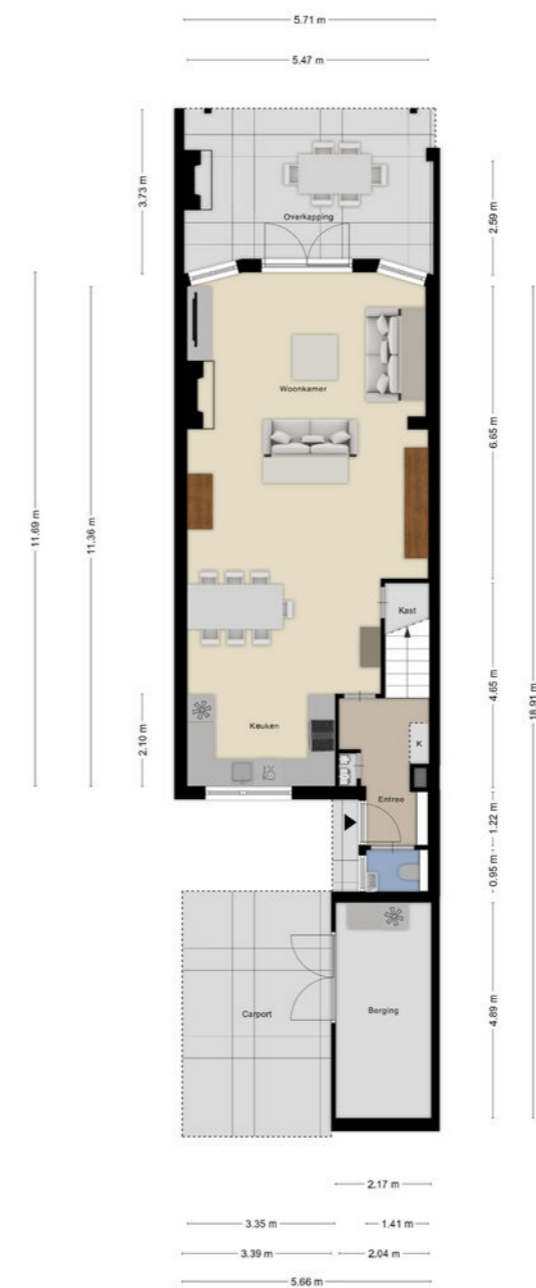 5.71 m
5.47 m
3.73 m
2.59 m
Overkapping
Woonkamer
6.65 m
11.69 m
11.36 m
Kast
4.65 m
18.91 m
2.10 m
Keuken
K
Entree
1.22 m
0.95 m
4.89 m
Carport
Berging
2.17 m
3.35 m
1.41 m
3.39 m
2.04 m
5.66 m